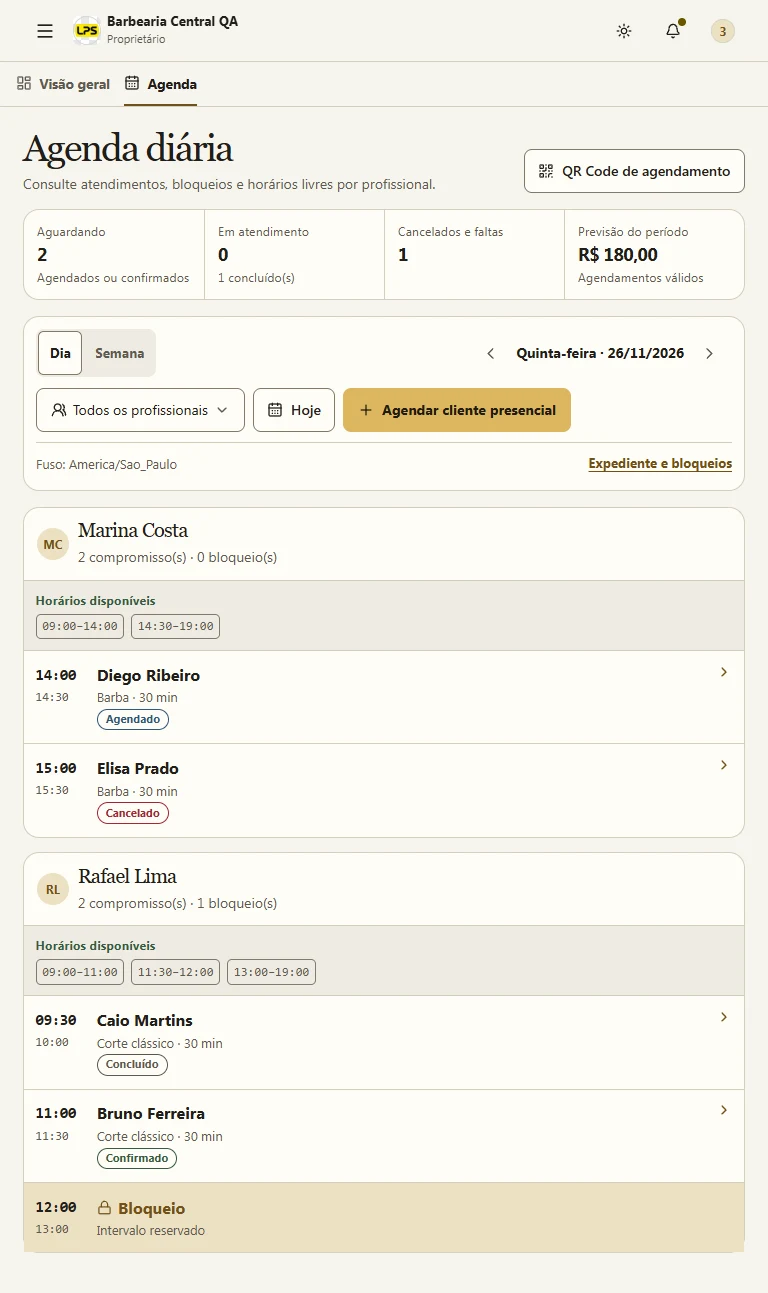 LPS
Barbearia Central QA
Proprietário
3
Visão geral
Agenda
Agenda diária
Consulte atendimentos, bloqueios e horários livres por profissional.
QR Code de agendamento
Aguardando
2
Agendados ou confirmados
Em atendimento
0
1 concluído(s)
Cancelados e faltas
1
Previsão do período
R$ 180,00
Agendamentos válidos
Dia
Semana
Quinta-feira · 26/11/2026
Todos os profissionais
Hoje
Agendar cliente presencial
Fuso: America/Sao_Paulo
Expediente e bloqueios
MC
Marina Costa
2 compromisso(s) · 0 bloqueio(s)
Horários disponíveis
09:00–14:00
14:30–19:00
14:00
Diego Ribeiro
14:30
Barba · 30 min
Agendado
15:00
Elisa Prado
15:30
Barba · 30 min
Cancelado
RL
Rafael Lima
2 compromisso(s) · 1 bloqueio(s)
Horários disponíveis
09:00–11:00
11:30–12:00
13:00–19:00
09:30
Caio Martins
10:00
Corte clássico · 30 min
Concluído
11:00
Bruno Ferreira
11:30
Corte clássico · 30 min
Confirmado
12:00
Bloqueio
13:00
Intervalo reservado